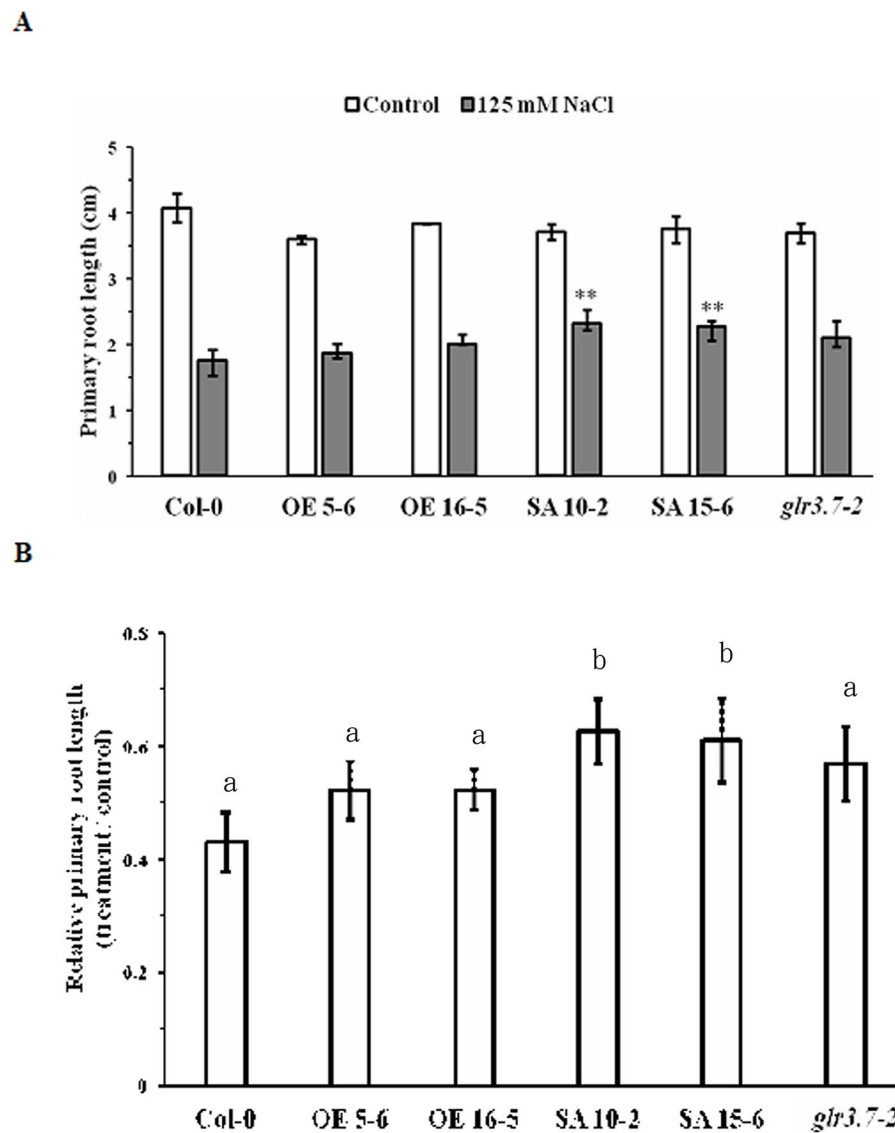 A
Control 125 mM NaCl
Primary root length (cm)
5
4
3
2
1
0
** **
Col-0 OE 5-6 OE 16-5 SA 10-2 SA 15-6 glr3.7-2
B
Relative primary root length
(treatment / control)
0.8
0.6
0.4
0.2
0
a a a b b a
Col-0 OE 5-6 OE 16-5 SA 10-2 SA 15-6 glr3.7-2